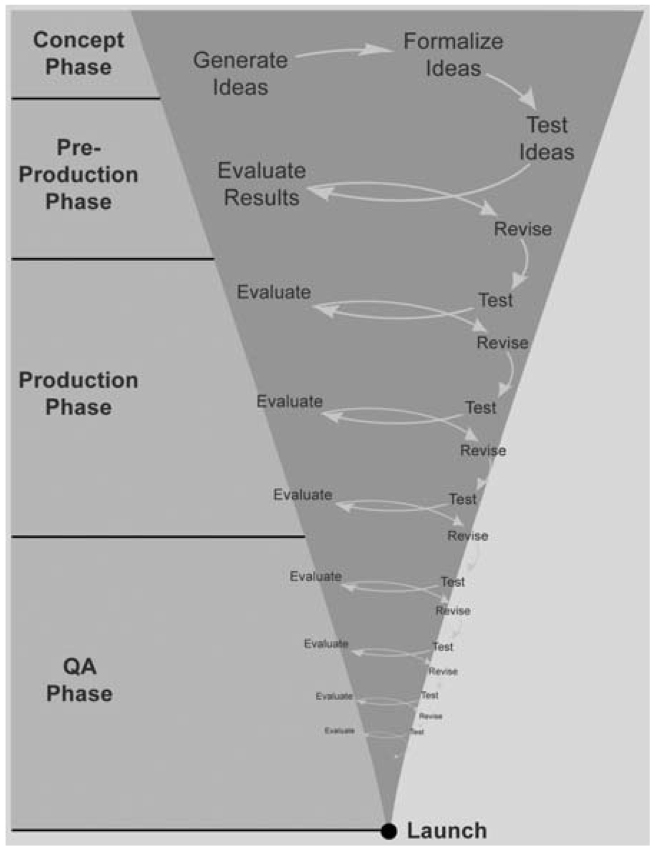 Concept
Phase
Generate
Ideas
Formalize
Ideas
Test
Ideas
Pre-
Production
Phase
Evaluate
Results
Revise
Evaluate
Test
Revise
Production
Phase
Evaluate
Test
Revise
Evaluate
Test
Revise
Evaluate
Test
Revise
QA
Phase
Evaluate
Test
Revise
Evaluate
Test
Revise
Evaluate
Test
Launch